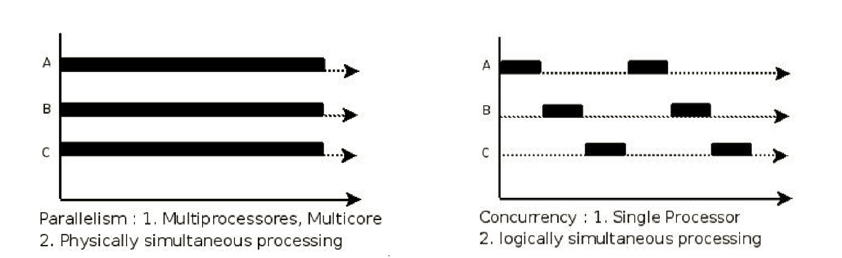 A
B
C
Parallelism : 1. Multiprocessores, Multicore
2. Physically simultaneous processing
A
B
C
Concurrency : 1. Single Processor
2. logically simultaneous processing